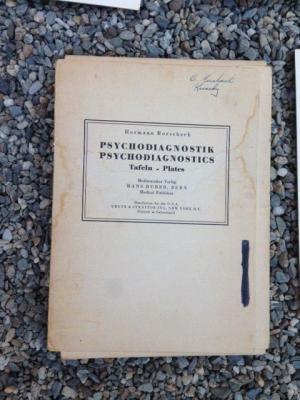 Hermann Rorschach
PSYCHODIAGNOSTIK
PSYCHODIAGNOSTICS
Tafeln - Plates
Medizinischer Verlag
HANS HUBER, BERN
Medical Publisher
Distributors for the U.S.A.
GRUNE & STRATTON INC., NEW YORK N.Y.
Printed in Switzerland